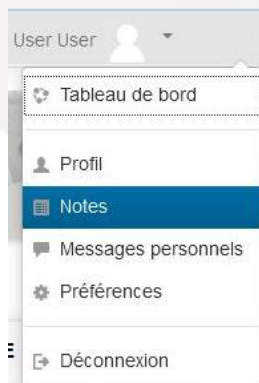 User User
Tableau de bord
Profil
Notes
Messages personnels
Préférences
E
Déconnexion